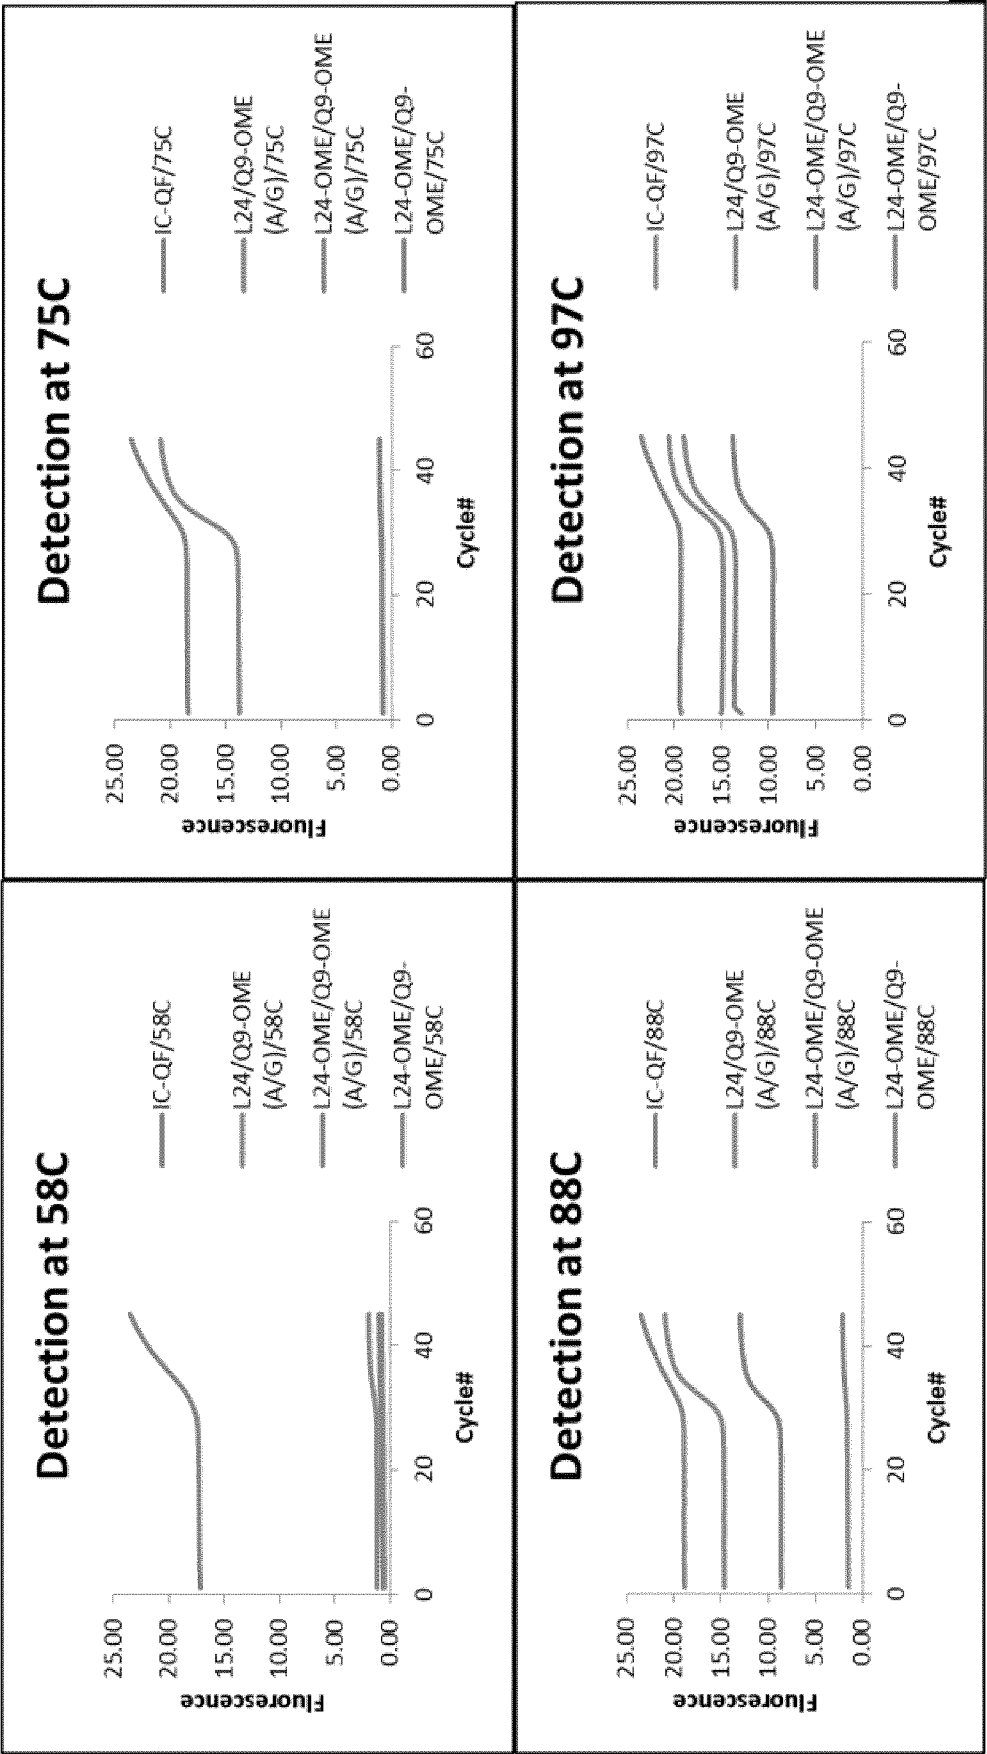 Detection at 58C
25.00
20.00
15.00
10.00
5.00
0.00
Fluorescence
0
20
40
60
Cycle#
IC-QF/58C
L24/Q9-OME
(A/G)/58C
L24-OME/Q9-OME
(A/G)/58C
L24-OME/Q9-
OME/58C
Detection at 75C
25.00
20.00
15.00
10.00
5.00
0.00
Fluorescence
0
20
40
60
Cycle#
IC-QF/75C
L24/Q9-OME
(A/G)/75C
L24-OME/Q9-OME
(A/G)/75C
L24-OME/Q9-
OME/75C
Detection at 88C
25.00
20.00
15.00
10.00
5.00
0.00
Fluorescence
0
20
40
60
Cycle#
IC-QF/88C
L24/Q9-OME
(A/G)/88C
L24-OME/Q9-OME
(A/G)/88C
L24-OME/Q9-
OME/88C
Detection at 97C
25.00
20.00
15.00
10.00
5.00
0.00
Fluorescence
0
20
40
60
Cycle#
IC-QF/97C
L24/Q9-OME
(A/G)/97C
L24-OME/Q9-OME
(A/G)/97C
L24-OME/Q9-
OME/97C